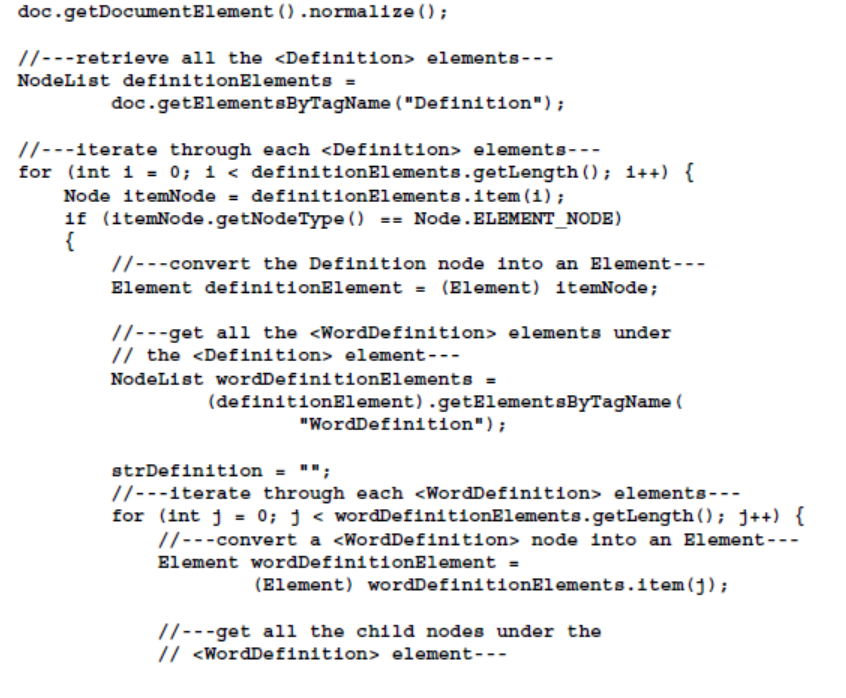 doc.getDocumentElement().normalize();
//---retrieve all the <Definition> elements---
NodeList definitionElements =
doc.getElementsByTagName("Definition");
//---iterate through each <Definition> elements---
for (int i = 0; i < definitionElements.getLength(); i++) {
Node itemNode = definitionElements.item(i);
if (itemNode.getNodeType() == Node.ELEMENT_NODE)
{
//---convert the Definition node into an Element---
Element definitionElement = (Element) itemNode;
//---get all the <WordDefinition> elements under
// the <Definition> element---
NodeList wordDefinitionElements =
(definitionElement).getElementsByTagName(
"WordDefinition");
strDefinition = "";
//---iterate through each <WordDefinition> elements---
for (int j = 0; j < wordDefinitionElements.getLength(); j++) {
//---convert a <WordDefinition> node into an Element---
Element wordDefinitionElement =
(Element) wordDefinitionElements.item(j);
//---get all the child nodes under the
// <WordDefinition> element---